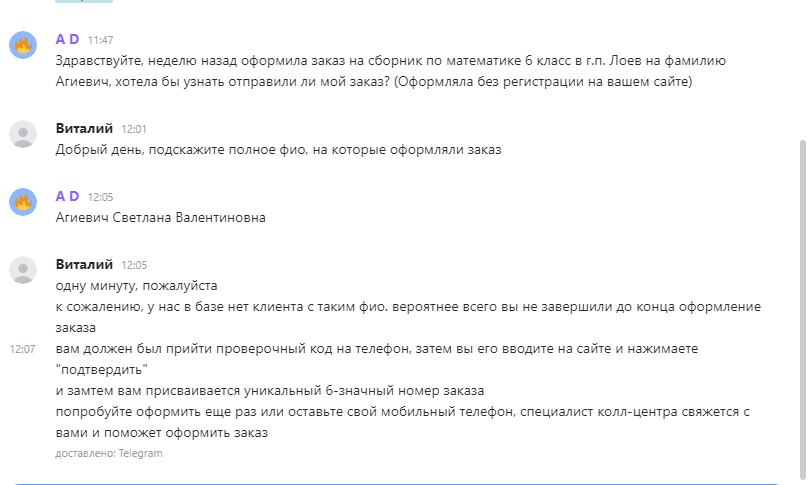 A D 11:47
Здравствуйте, неделю назад оформила заказ на сборник по математике 6 класс в г.п. Лоев на фамилию
Агиевич, хотела бы узнать отправили ли мой заказ? (Оформляла без регистрации на вашем сайте)
Виталий 12:01
Добрый день, подскажите полное фио, на которые оформляли заказ
A D 12:05
Агиевич Светлана Валентиновна
Виталий 12:05
одну минуту, пожалуйста
к сожалению, у нас в базе нет клиента с таким фио. вероятнее всего вы не завершили до конца оформление
заказа
12:07 вам должен был прийти проверочный код на телефон, затем вы его вводите на сайте и нажимаете
"подтвердить"
и замтем вам присваивается уникальный 6-значный номер заказа
попробуйте оформить еще раз или оставьте свой мобильный телефон, специалист колл-центра свяжется с
вами и поможет оформить заказ
доставлено: Telegram